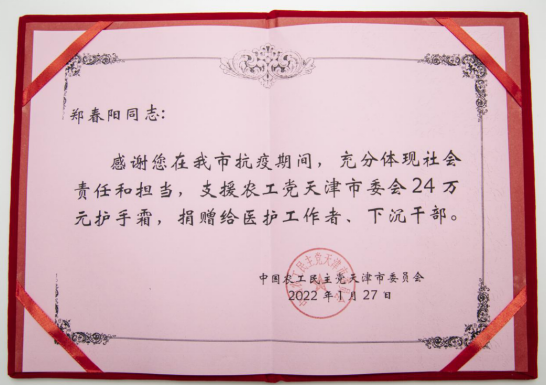 郑春阳同志：
感谢您在我市抗疫期间，充分体现社会
责任和担当，支援农工党天津市委会24万
元护手霜，捐赠给医护工作者、下沉干部。
中国农工民主党天津市委员会
2022年1月27日